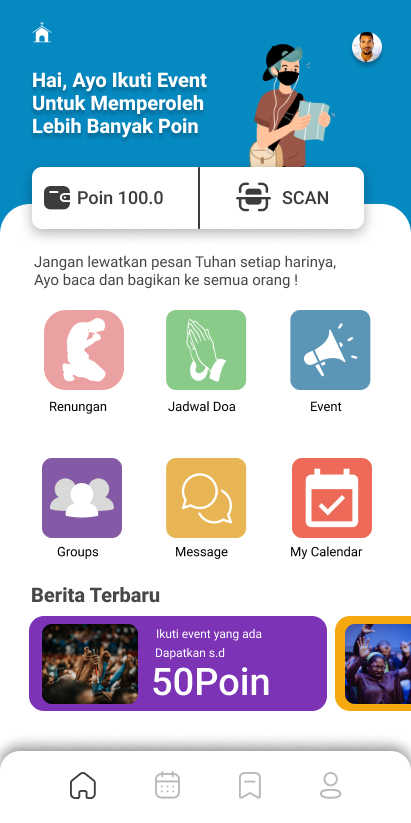 Hai, Ayo Ikuti Event
Untuk Memperoleh
Lebih Banyak Poin
Poin 100.0
SCAN
Jangan lewatkan pesan Tuhan setiap harinya,
Ayo baca dan bagikan ke semua orang !
Renungan
Jadwal Doa
Event
Groups
Message
My Calendar
Berita Terbaru
Ikuti event yang ada
Dapatkan s.d
50Poin